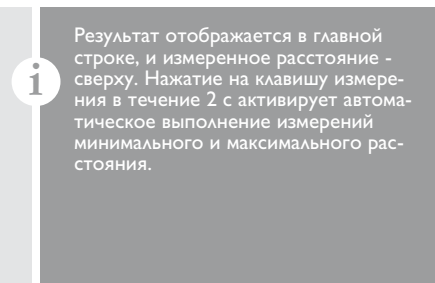 i
Результат отображается в главной
строке, и измеренное расстояние -
сверху. Нажатие на клавишу измере-
ния в течение 2 с активирует автома-
тическое выполнение измерений
минимального и максимального рас-
стояния.